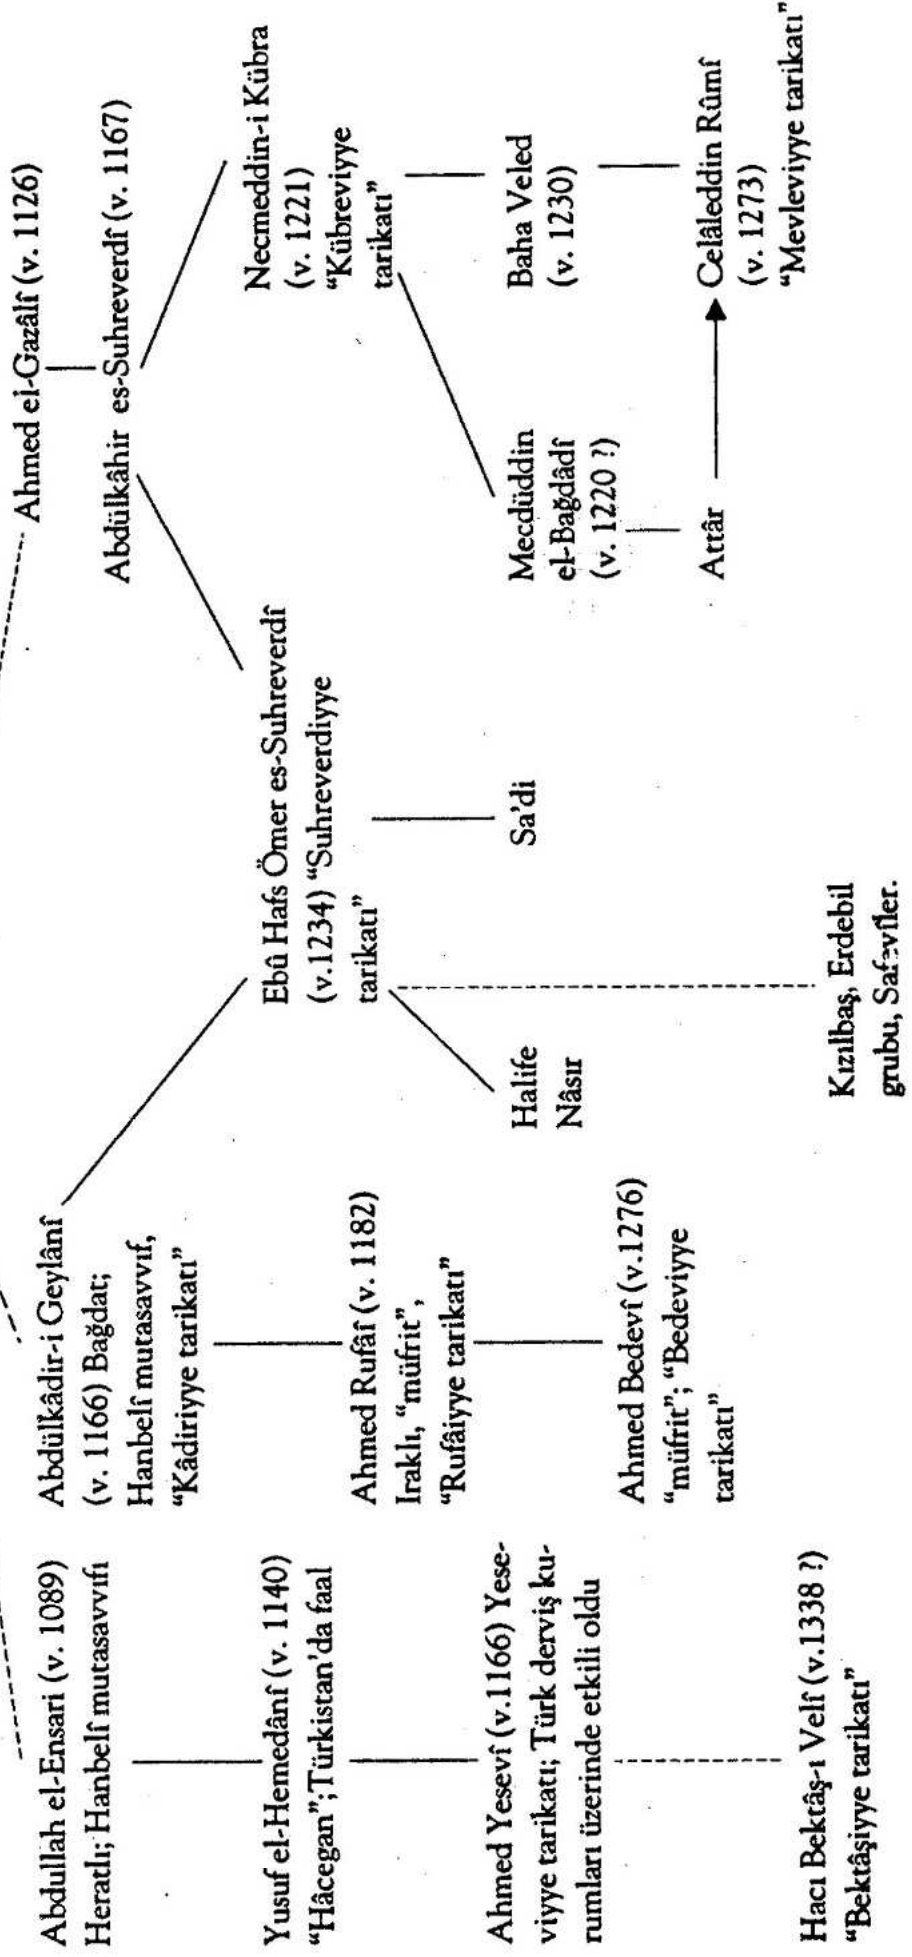 Abdullah el-Ensari (v. 1089)
Heratlı; Hanbelî mutasavvıfı
Yusuf el-Hemedânî (v. 1140)
“Hâcegan”;Türkistan'da faal
Ahmed Yesevî (v.1166) Yese-
viyye tarikatı; Türk derviş ku-
rumları üzerinde etkili oldu
Hacı Bektâş-ı Velî (v.1338 ?)
“Bektâşiyye tarikatı”
Abdülkâdir-i Geylânî
(v. 1166) Bağdat;
Hanbelî mutasavvıf,
“Kâdiriyye tarikatı”
Ahmed Rufâî (v. 1182)
Iraklı, “müfrit”,
“Rufâiyye tarikatı”
Ahmed Bedevî (v.1276)
“müfrit”; “Bedeviyye
tarikatı”
Ahmed el-Gazâlî (v. 1126)
Abdülkâhir es-Suhreverdî (v. 1167)
Ebû Hafs Ömer es-Suhreverdî
(v.1234) “Suhreverdiyye
tarikatı”
Halife
Nâsır
Sa'di
Kızılbaş, Erdebil
grubu, Safevîler.
Necmeddin-i Kübra
(v. 1221)
“Kübreviyye
tarikatı”
Mecdüddin
el-Bağdâdî
(v. 1220 ?)
Attâr
Baha Veled
(v. 1230)
Celâleddin Rûmî
(v. 1273)
“Mevleviyye tarikatı”